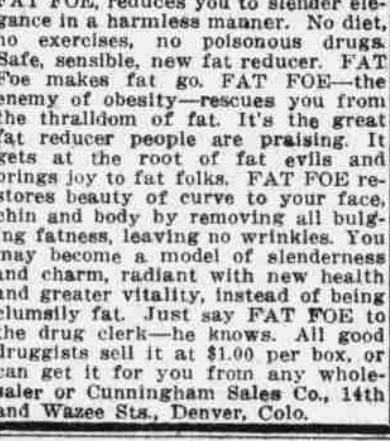 FAT FOE, reduces you to slender ele-
gance in a harmless manner. No diet,
no exercises, no poisonous drugs.
Safe, sensible, new fat reducer. FAT
Foe makes fat go. FAT FOE—the
enemy of obesity—rescues you from
the thralldom of fat. It's the great
fat reducer people are praising. It
gets at the root of fat evils and
brings joy to fat folks. FAT FOE re-
stores beauty of curve to your face,
chin and body by removing all bulg-
ing fatness, leaving no wrinkles. You
may become a model of slenderness
and charm, radiant with new health
and greater vitality, instead of being
clumsily fat. Just say FAT FOE to
the drug clerk—he knows. All good
druggists sell it at $1.00 per box, or
can get it for you from any whole-
saler or Cunningham Sales Co., 14th
and Wazee Sts., Denver, Colo.